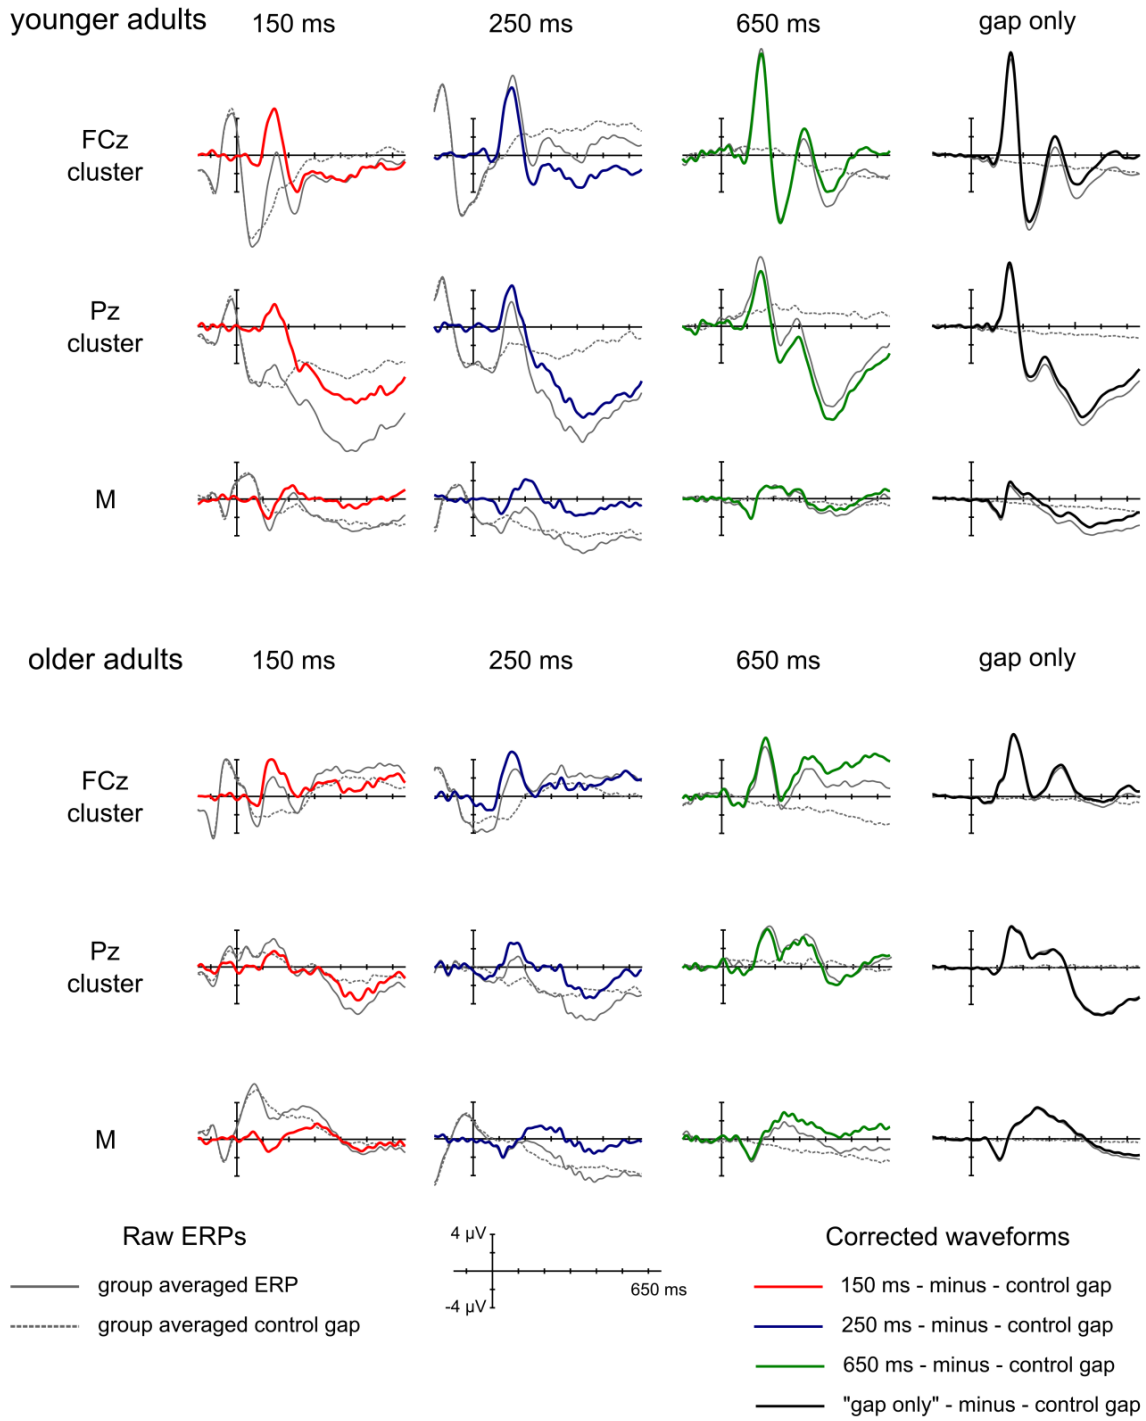 younger adults 150 ms 250 ms 650 ms gap only
FCz
cluster
Pz
cluster
M
older adults 150 ms 250 ms 650 ms gap only
FCz
cluster
Pz
cluster
M
Raw ERPs
group averaged ERP
group averaged control gap
4 µV
650 ms
-4 µV
Corrected waveforms
150 ms - minus - control gap
250 ms - minus - control gap
650 ms - minus - control gap
"gap only" - minus - control gap